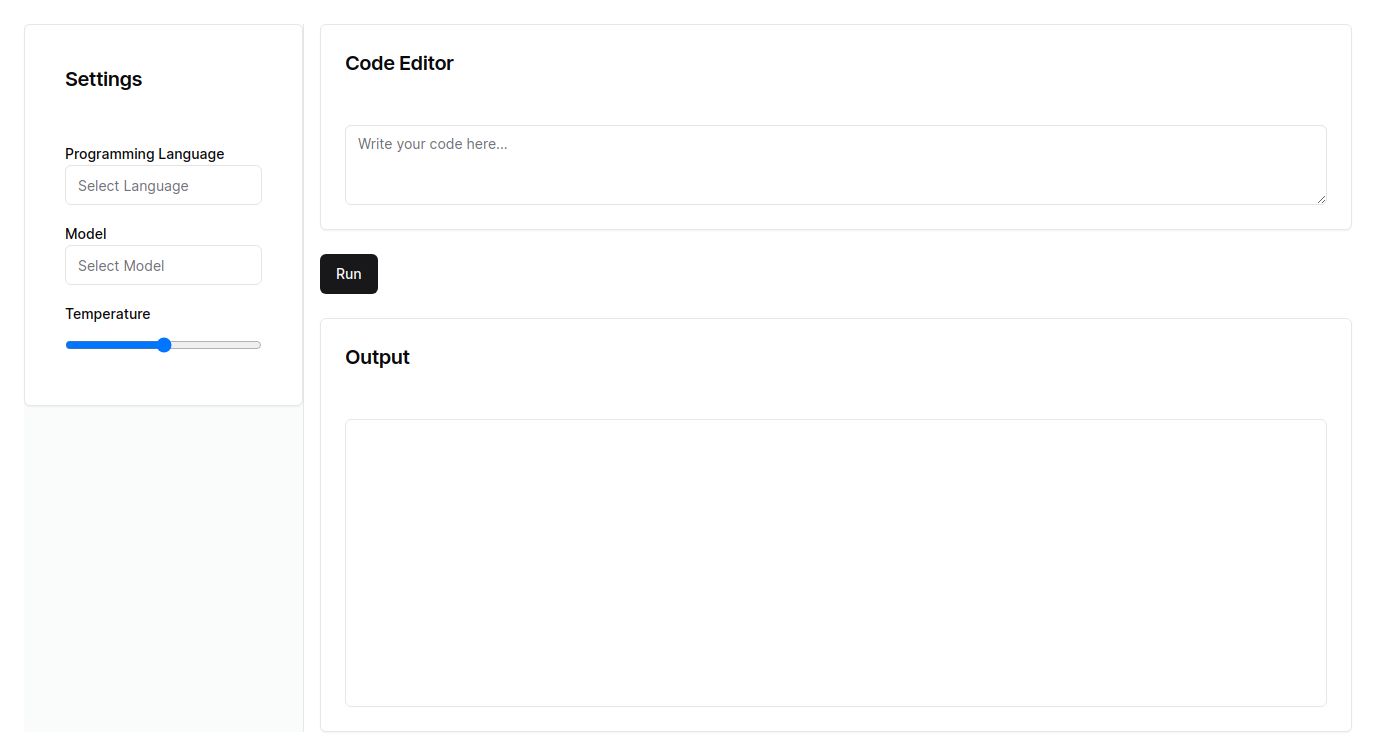 Settings
Programming Language
Select Language
Model
Select Model
Temperature
Code Editor
Write your code here...
Run
Output